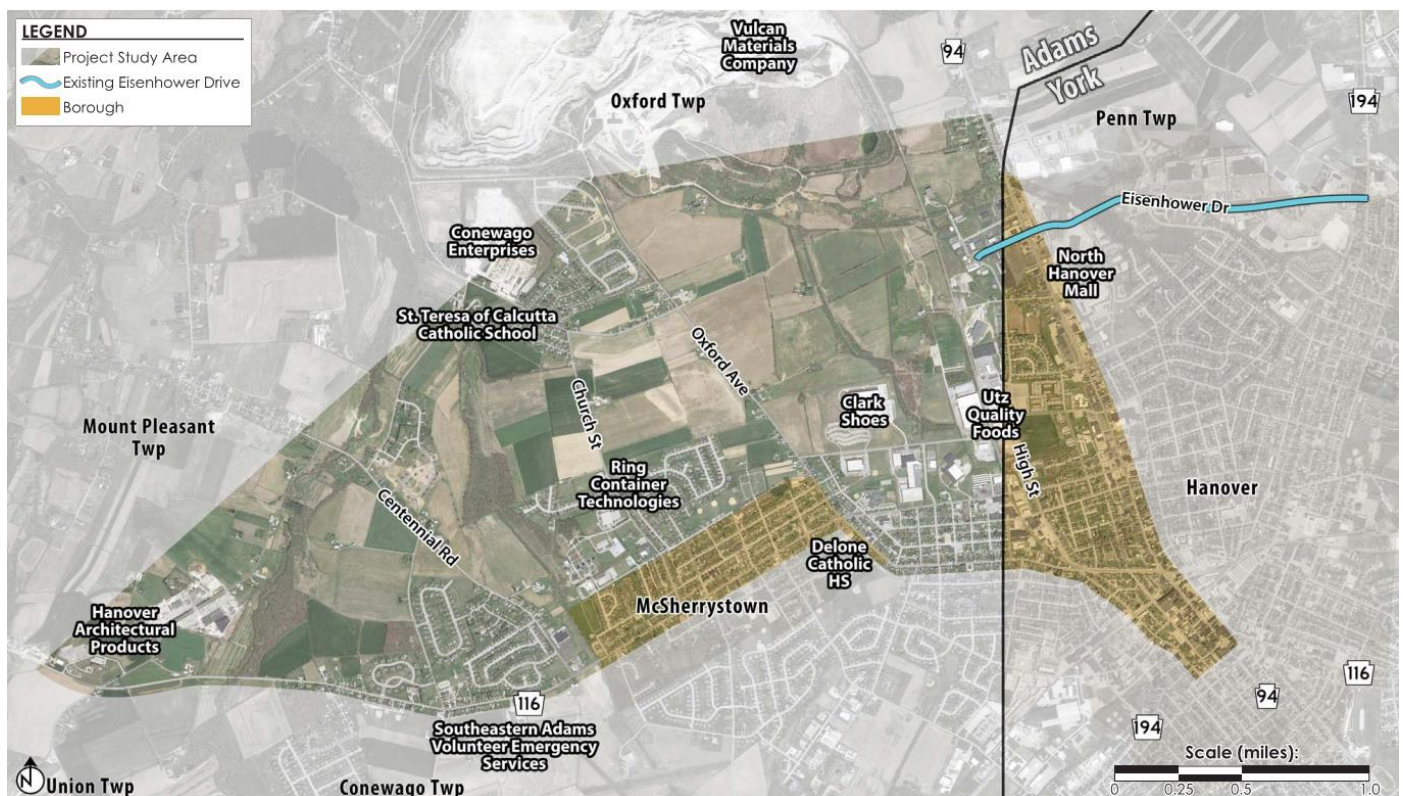 LEGEND
Project Study Area
Existing Eisenhower Drive
Borough
Vulcan
Materials
Company
94
Adams
York
Oxford Twp
Penn Twp
194
Eisenhower Dr
Conewago
Enterprises
North
Hanover
Mall
St. Teresa of Calcutta
Catholic School
Oxford Ave
Church St
Clark
Shoes
Utz
Quality
Foods
Mount Pleasant
Twp
High St
Ring
Container
Technologies
Hanover
Centennial Rd
Delone
Catholic
HS
McSherrystown
Hanover
Architectural
Products
116
116
94
194
Southeastern Adams
Volunteer Emergency
Services
Scale (miles):
0 0.25 0.5 1.0
N
Union Twp
Conewago Twp